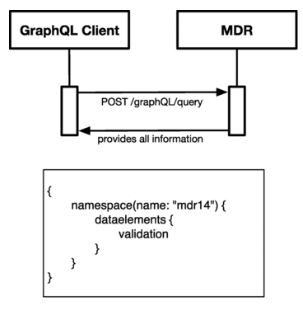 GraphQL Client
MDR
POST /graphQL/query
provides all information
{
namespace(name: "mdr14") {
dataelements {
validation
}
}
}